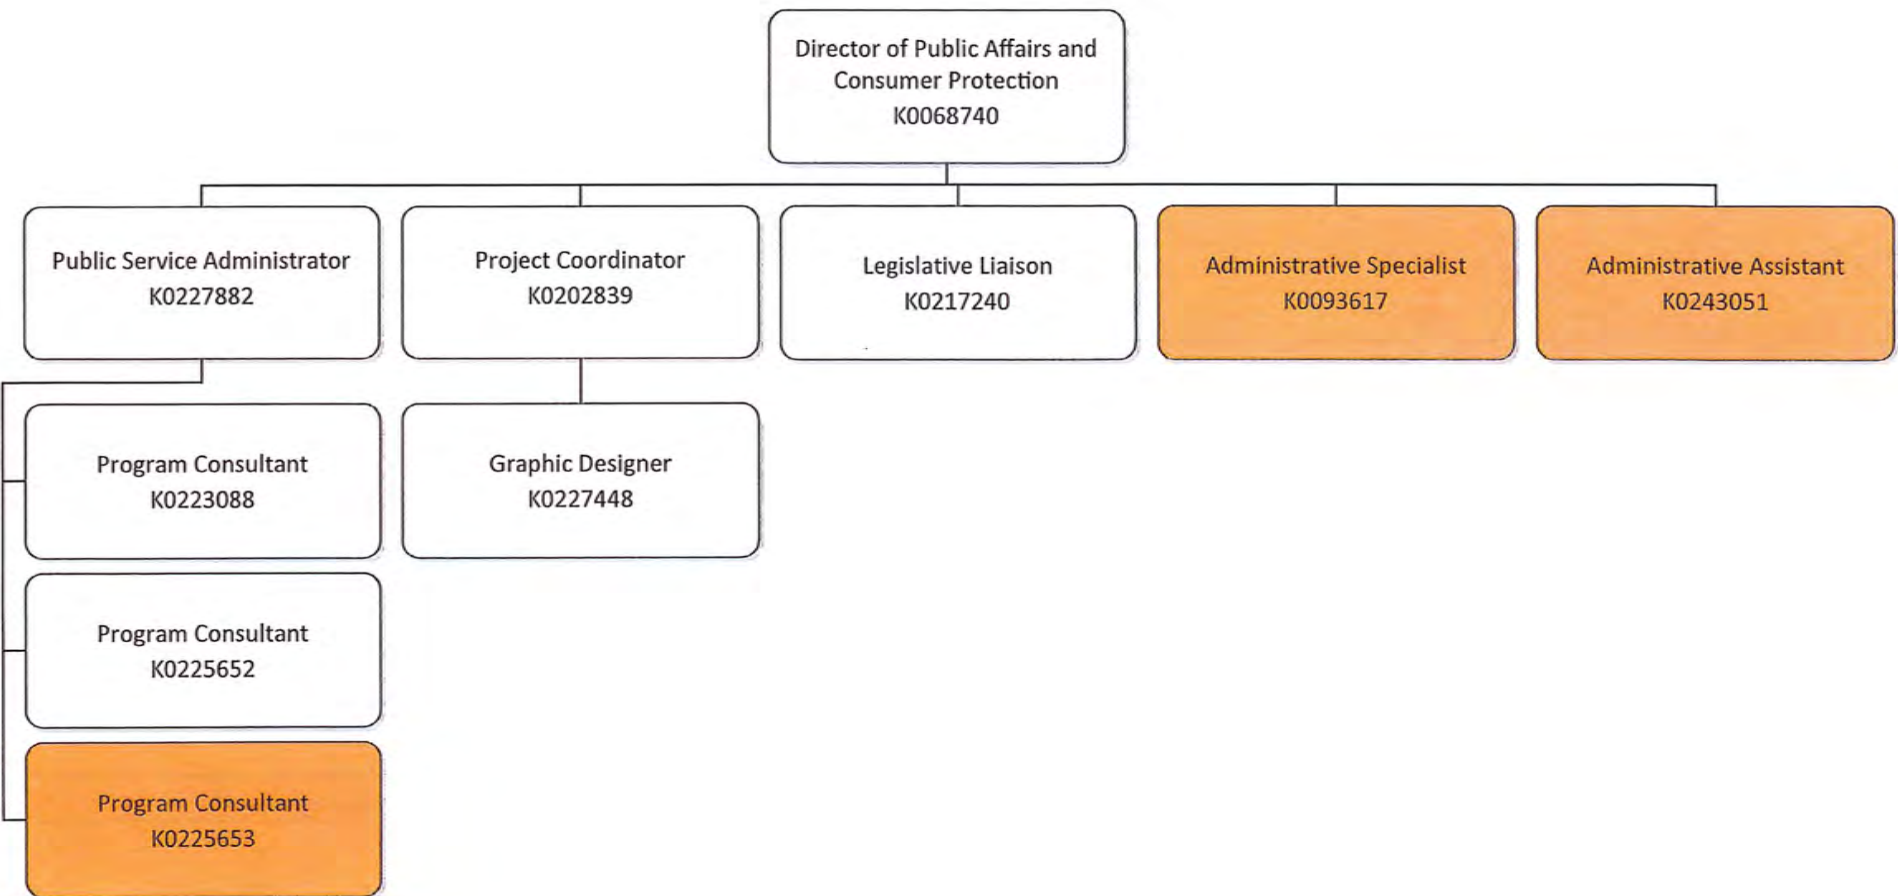 Director of Public Affairs and
Consumer Protection
K0068740
Public Service Administrator
K0227882
Project Coordinator
K0202839
Legislative Liaison
K0217240
Administrative Specialist
K0093617
Administrative Assistant
K0243051
Program Consultant
K0223088
Graphic Designer
K0227448
Program Consultant
K0225652
Program Consultant
K0225653